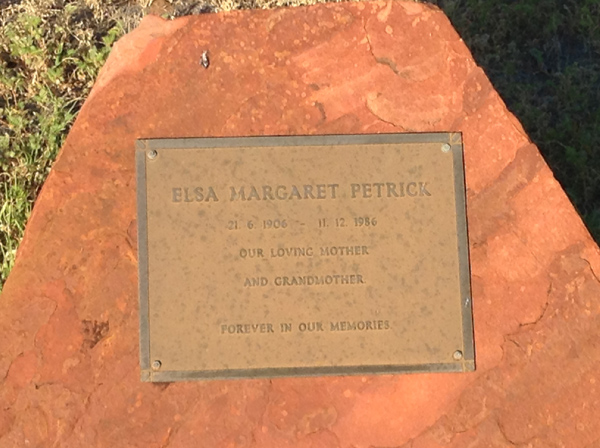 ELSA MARGARET PETRICK
21. 6. 1906 - 11. 12. 1986
OUR LOVING MOTHER
AND GRANDMOTHER.
FOREVER IN OUR MEMORIES.